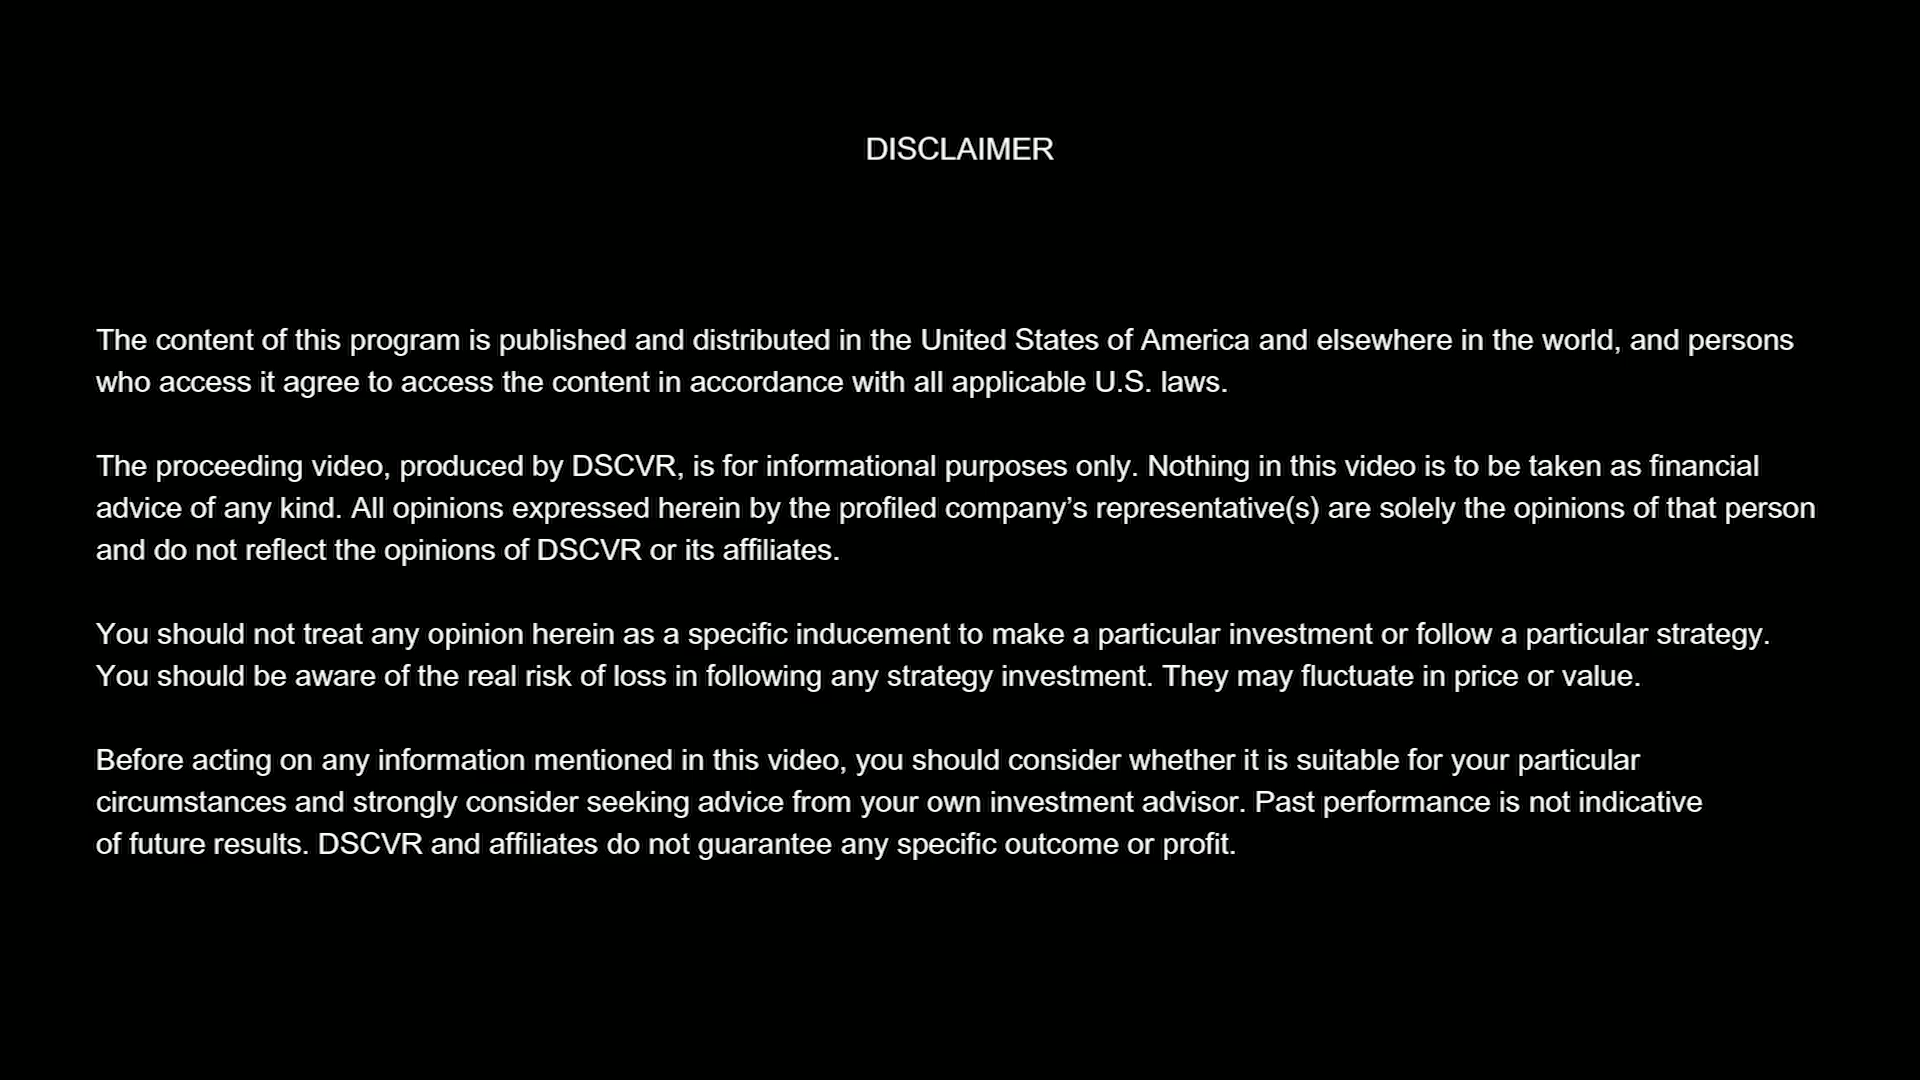 DISCLAIMER
The content of this program is published and distributed in the United States of America and elsewhere in the world, and persons
who access it agree to access the content in accordance with all applicable U.S. laws.
The proceeding video, produced by DSCVR, is for informational purposes only. Nothing in this video is to be taken as financial
advice of any kind. All opinions expressed herein by the profiled company’s representative(s) are solely the opinions of that person
and do not reflect the opinions of DSCVR or its affiliates.
You should not treat any opinion herein as a specific inducement to make a particular investment or follow a particular strategy.
You should be aware of the real risk of loss in following any strategy investment. They may fluctuate in price or value.
Before acting on any information mentioned in this video, you should consider whether it is suitable for your particular
circumstances and strongly consider seeking advice from your own investment advisor. Past performance is not indicative
of future results. DSCVR and affiliates do not guarantee any specific outcome or profit.